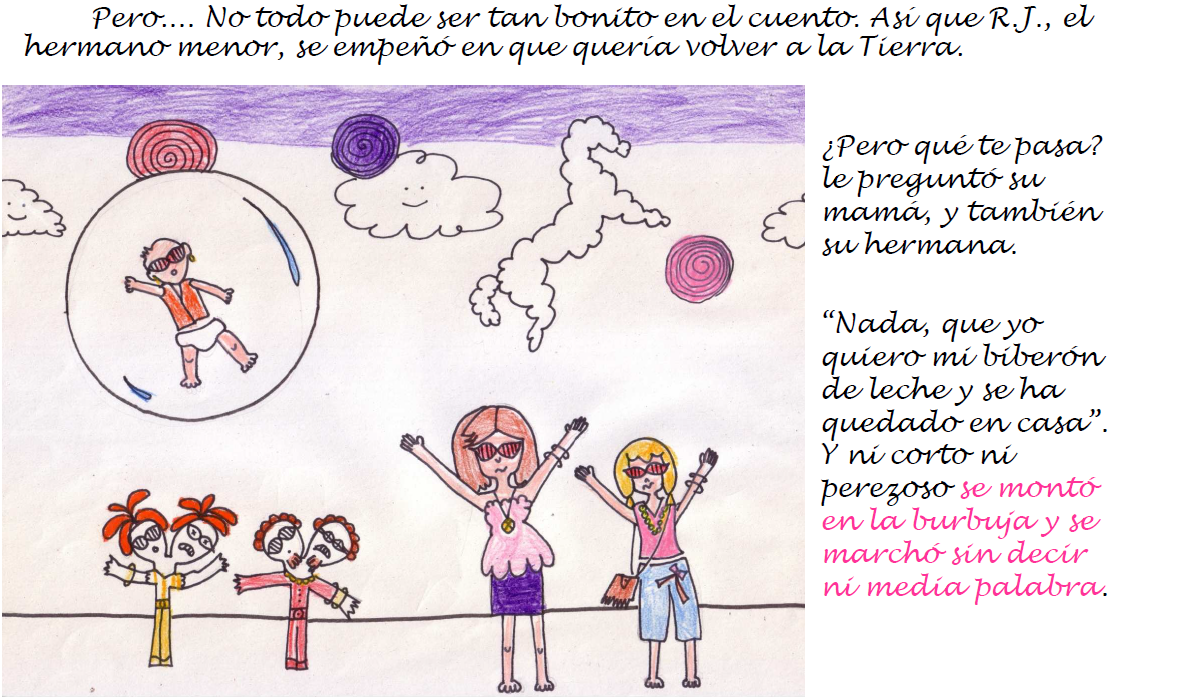 Pero.... No todo puede ser tan bonito en el cuento. Así que R.J., el
hermano menor, se empeñó en que quería volver a la Tierra.
¿Pero qué te pasa?
le preguntó su
mamá, y también
su hermana.
“Nada, que yo
quiero mi biberón
de leche y se ha
quedado en casa”.
Y ni corto ni
perezoso se montó
en la burbuja y se
marchó sin decir
ni media palabra.